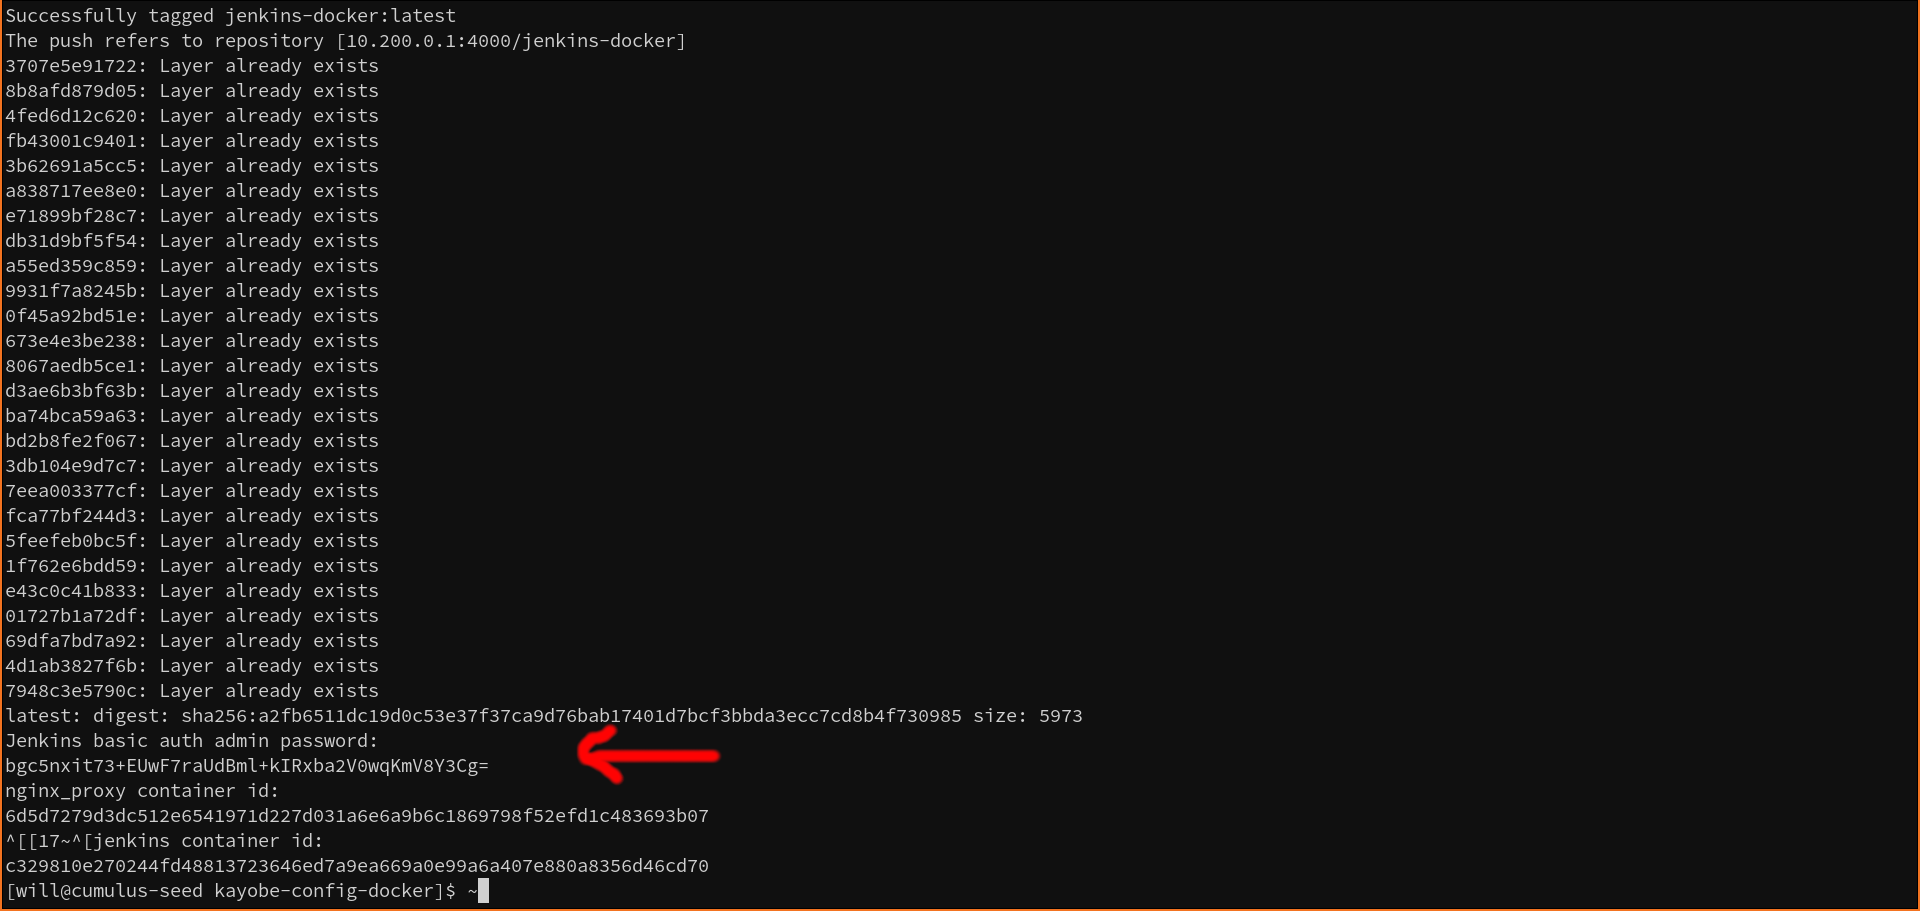 Successfully tagged jenkins-docker:latest
The push refers to repository [10.200.0.1:4000/jenkins-docker]
3707e5e91722: Layer already exists
8b8afd879d05: Layer already exists
4fed6d12c620: Layer already exists
fb43001c9401: Layer already exists
3b62691a5cc5: Layer already exists
a838717ee8e0: Layer already exists
e71899bf28c7: Layer already exists
db31d9bf5f54: Layer already exists
a55ed359c859: Layer already exists
9931f7a8245b: Layer already exists
0f45a92bd51e: Layer already exists
673e4e3be238: Layer already exists
8067aedb5ce1: Layer already exists
d3ae6b3bf63b: Layer already exists
ba74bca59a63: Layer already exists
bd2b8fe2f067: Layer already exists
3db104e9d7c7: Layer already exists
7eea003377cf: Layer already exists
fca77bf244d3: Layer already exists
5feefeb0bc5f: Layer already exists
1f762e6bdd59: Layer already exists
e43c0c41b833: Layer already exists
01727b1a72df: Layer already exists
69dfa7bd7a92: Layer already exists
4d1ab3827f6b: Layer already exists
7948c3e5790c: Layer already exists
latest: digest: sha256:a2fb6511dc19d0c53e37f37ca9d76bab17401d7bcf3bbda3ecc7cd8b4f730985 size: 5973
Jenkins basic auth admin password:
bgc5nxit73+EUwF7raUdBml+kIRxba2V0wqKmV8Y3Cg=
nginx_proxy container id:
6d5d7279d3dc512e6541971d227d031a6e6a9b6c1869798f52efd1c483693b07
^[[17~^[jenkins container id:
c329810e270244fd48813723646ed7a9ea669a0e99a6a407e880a8356d46cd70
[will@cumulus-seed kayobe-config-docker]$ ~